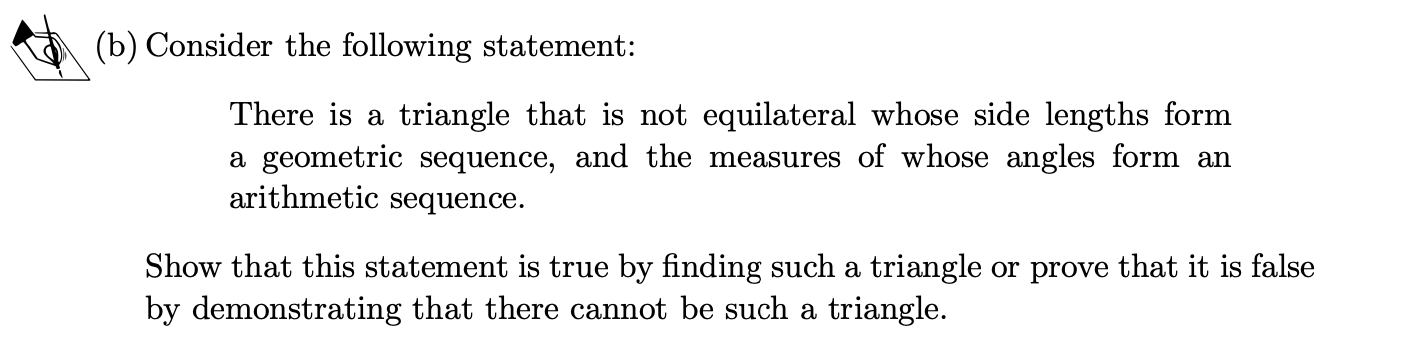 (b) Consider the following statement:
There is a triangle that is not equilateral whose side lengths form
a geometric sequence, and the measures of whose angles form an
arithmetic sequence.
Show that this statement is true by finding such a triangle or prove that it is false
by demonstrating that there cannot be such a triangle.